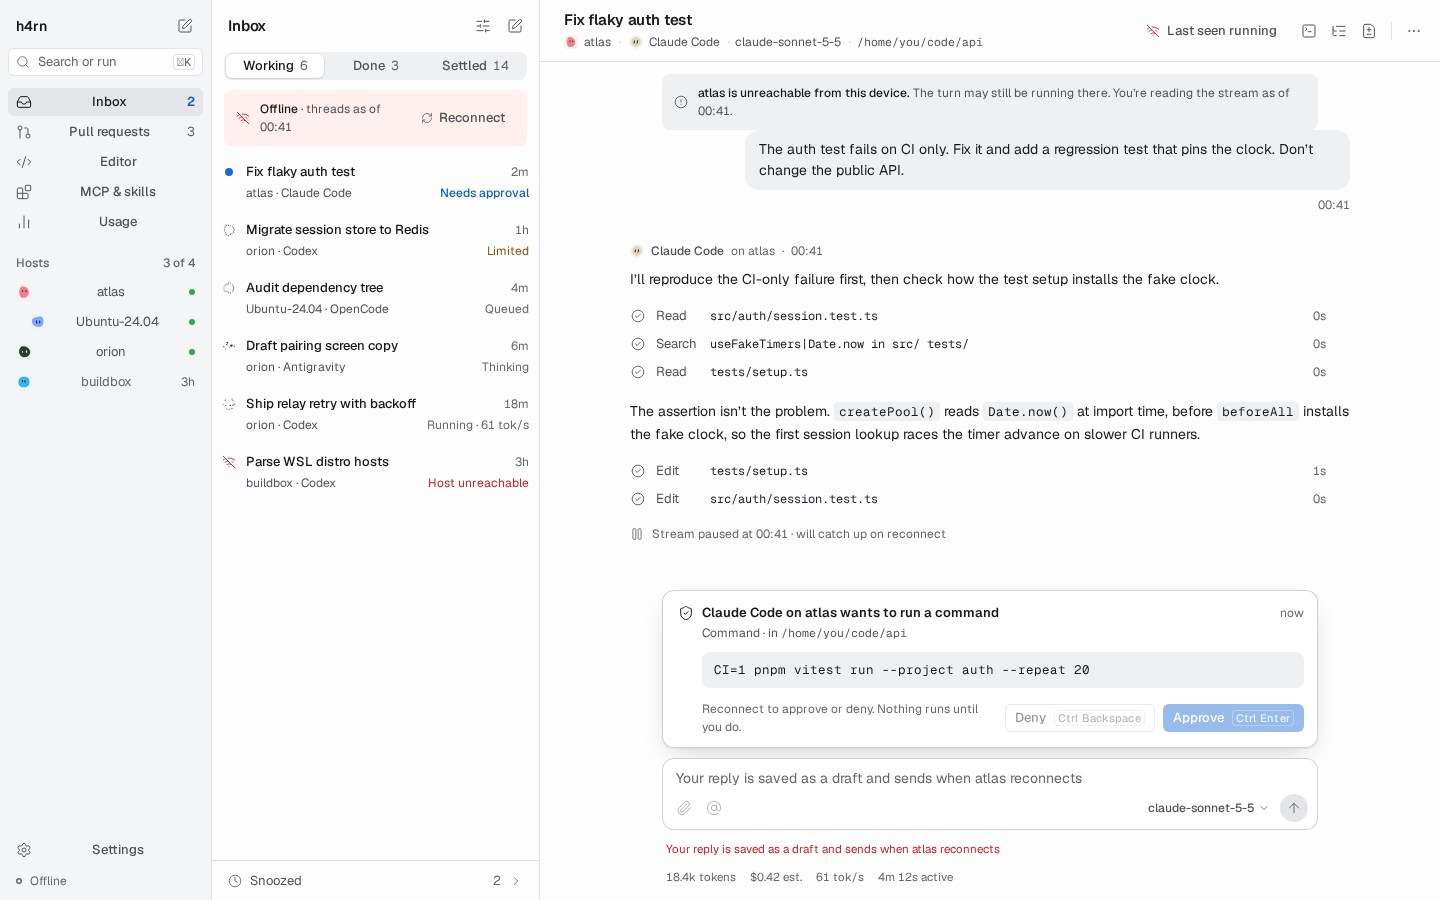 h4rn
Search or run
⌘K
Inbox 2
Pull requests 3
Editor
MCP & skills
Usage
Hosts 3 of 4
atlas
Ubuntu-24.04
orion
buildbox 3h
Settings
Offline
Inbox
Working 6 Done 3 Settled 14
Offline · threads as of
00:41
Reconnect
Fix flaky auth test 2m
atlas · Claude Code Needs approval
Migrate session store to Redis 1h
orion · Codex Limited
Audit dependency tree 4m
Ubuntu-24.04 · OpenCode Queued
Draft pairing screen copy 6m
orion · Antigravity Thinking
Ship relay retry with backoff 18m
orion · Codex Running · 61 tok/s
Parse WSL distro hosts 3h
buildbox · Codex Host unreachable
Snoozed 2
Fix flaky auth test
atlas · Claude Code · claude-sonnet-5-5 · /home/you/code/api
Last seen running
atlas is unreachable from this device. The turn may still be running there. You're reading the stream as of
00:41.
The auth test fails on CI only. Fix it and add a regression test that pins the clock. Don't
change the public API.
00:41
Claude Code on atlas · 00:41
I'll reproduce the CI-only failure first, then check how the test setup installs the fake clock.
Read src/auth/session.test.ts 0s
Search useFakeTimers|Date.now in src/ tests/ 0s
Read tests/setup.ts 0s
The assertion isn't the problem. createPool() reads Date.now() at import time, before beforeAll installs
the fake clock, so the first session lookup races the timer advance on slower CI runners.
Edit tests/setup.ts 1s
Edit src/auth/session.test.ts 0s
Stream paused at 00:41 · will catch up on reconnect
Claude Code on atlas wants to run a command now
Command · in /home/you/code/api
CI=1 pnpm vitest run --project auth --repeat 20
Reconnect to approve or deny. Nothing runs until
you do.
Deny Ctrl Backspace Approve Ctrl Enter
Your reply is saved as a draft and sends when atlas reconnects
claude-sonnet-5-5
Your reply is saved as a draft and sends when atlas reconnects
18.4k tokens $0.42 est. 61 tok/s 4m 12s active